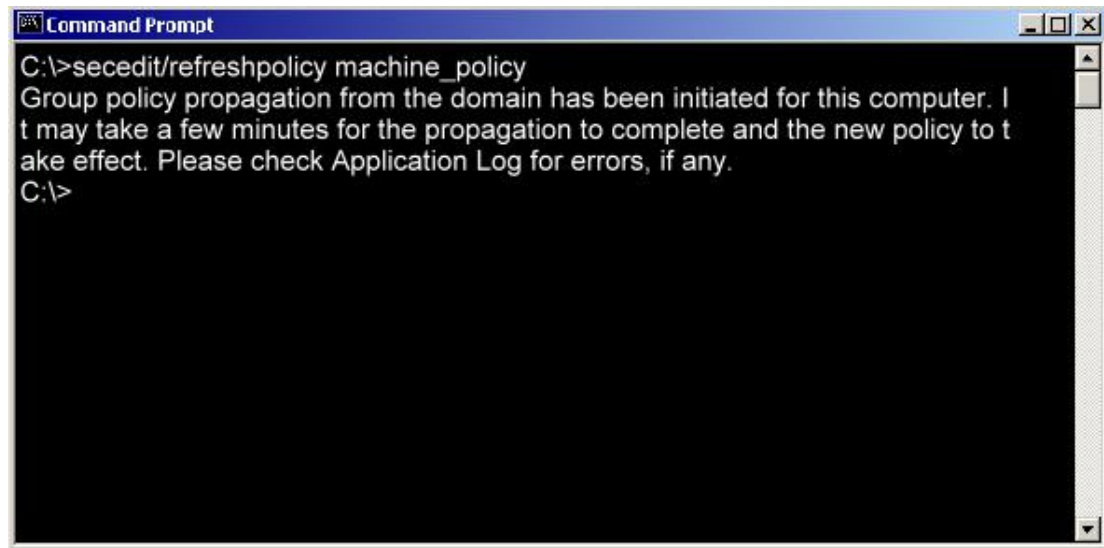 Command Prompt
C:\>secedit/refreshpolicy machine_policy
Group policy propagation from the domain has been initiated for this computer. I
t may take a few minutes for the propagation to complete and the new policy to t
ake effect. Please check Application Log for errors, if any.
C:\>